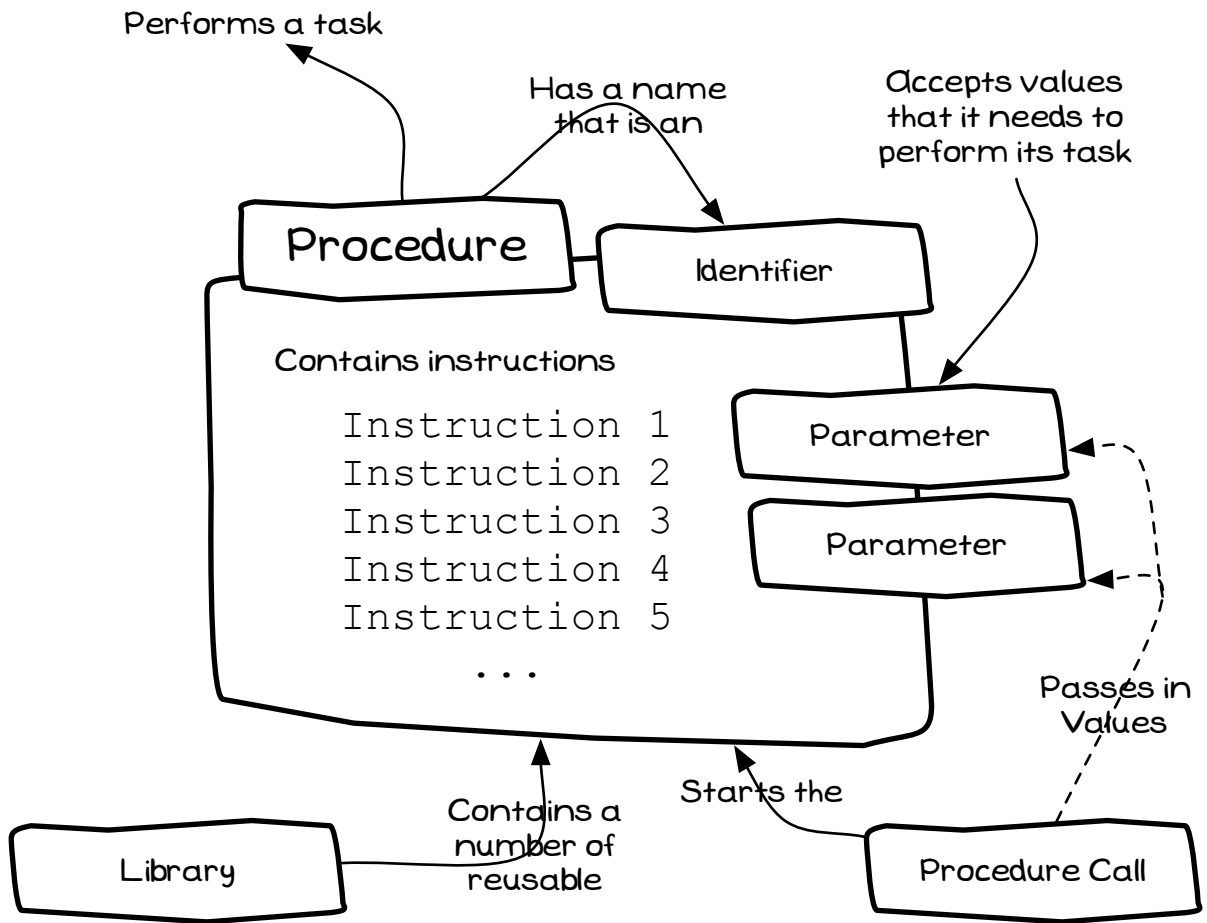 Performs a task
Has a name
that is an
Accepts values
that it needs to
perform its task
Procedure
Identifier
Contains instructions
Instruction 1
Instruction 2
Instruction 3
Instruction 4
Instruction 5
...
Parameter
Parameter
Passes in
Values
Starts the
Contains a
number of
reusable
Library
Procedure Call